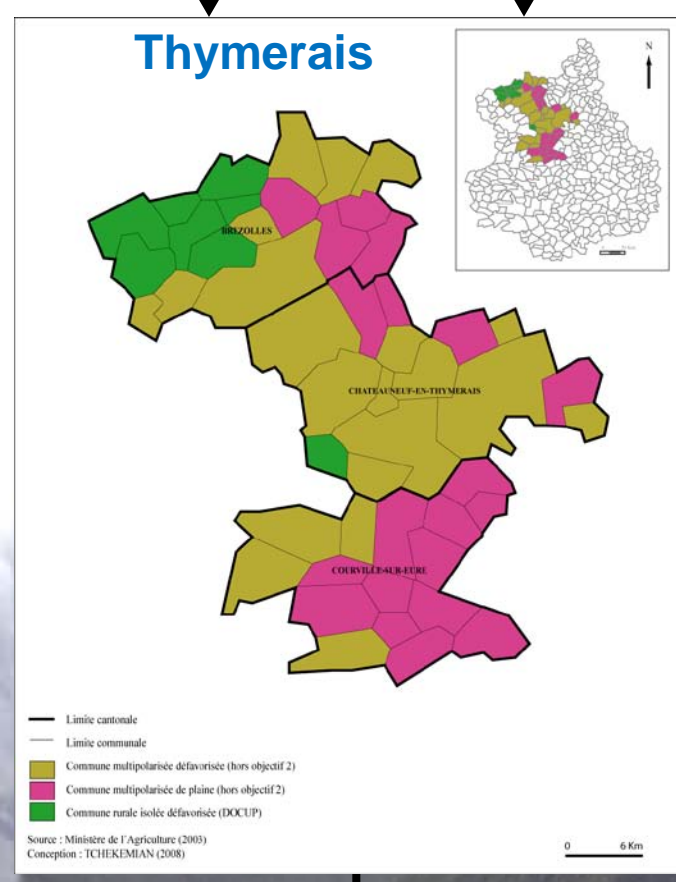 Thymerais
N
BREZOLLES
CHATEAUNEUF-EN-THYMERAIS
COURVILLE-SUR-EURE
Limite cantonale
Limite communale
Commune multipolarisée défavorisée (hors objectif 2)
Commune multipolarisée de plaine (hors objectif 2)
Commune rurale isolée défavorisée (DOCUP)
Source : Ministère de l'Agriculture (2003)
Conception : TCHEKEMIAN (2008)
0 6 Km